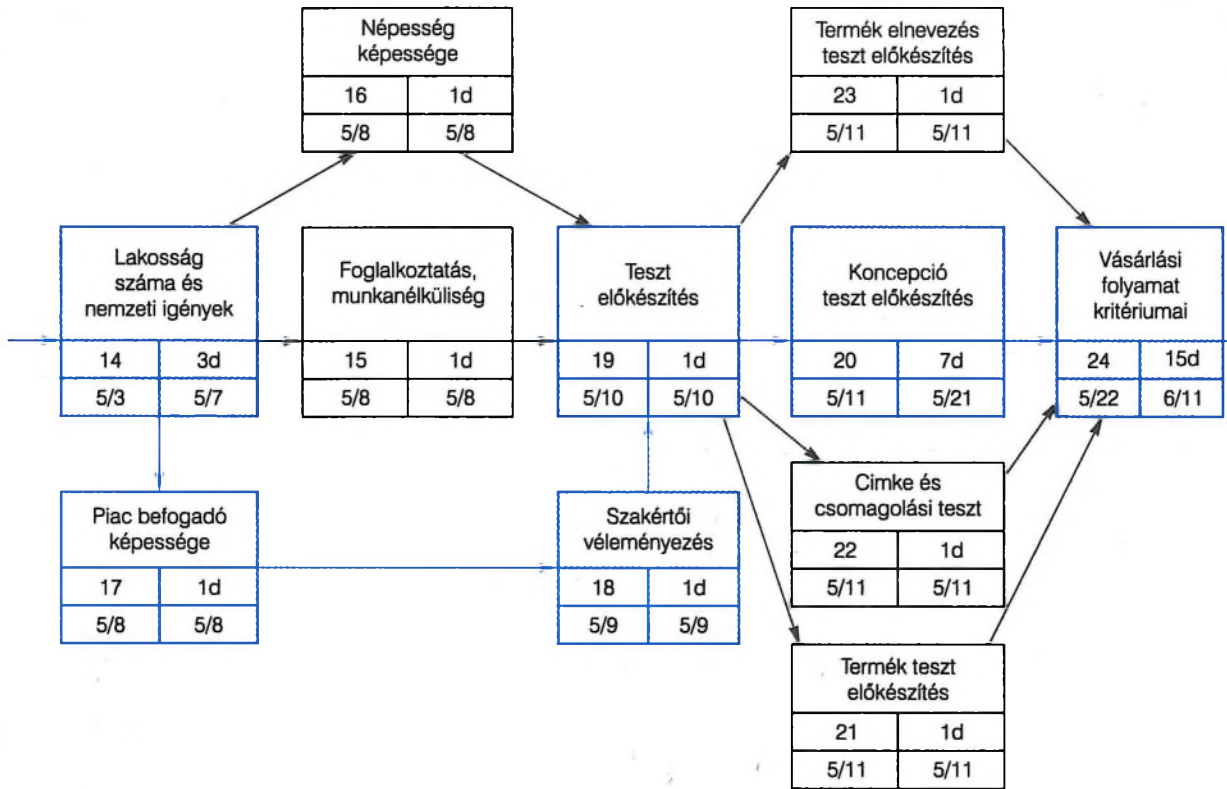 Népesség
képessége
16 1d
5/8 5/8
Termék elnevezés
teszt előkészítés
23 1d
5/11 5/11
Lakosság
száma és
nemzeti igények
14 3d
5/3 5/7
Foglalkoztatás,
munkanélküliség
15 1d
5/8 5/8
Teszt
előkészítés
19 1d
5/10 5/10
Koncepció
teszt előkészítés
20 7d
5/11 5/21
Vásárlási
folyamat
kritériumai
24 15d
5/22 6/11
Piac befogadó
képessége
17 1d
5/8 5/8
Szakértői
véleményezés
18 1d
5/9 5/9
Cimke és
csomagolási teszt
22 1d
5/11 5/11
Termék teszt
előkészítés
21 1d
5/11 5/11